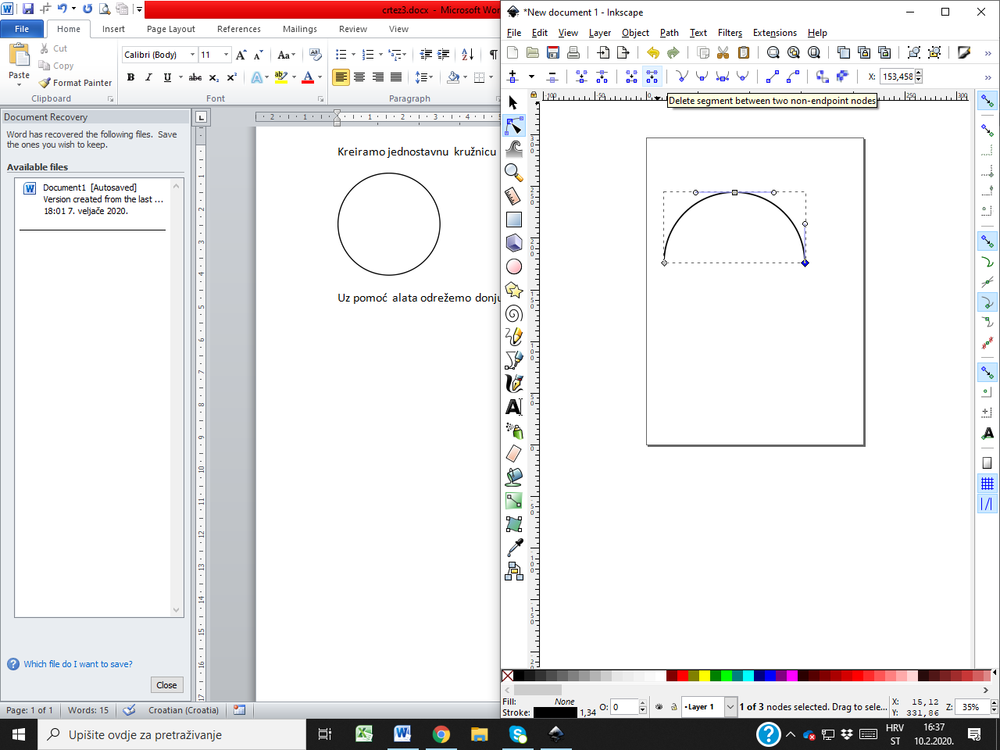 crtez3.docx - Microsoft Wor
File
Home
Insert
Page Layout
References
Mailings
Review
View
Paste
Cut
Copy
Format Painter
Calibri (Body)
11
Clipboard
Font
Paragraph
Document Recovery
Word has recovered the following files. Save
the ones you wish to keep.
Available files
Document1 [Autosaved]
Version created from the last ...
18:01 7. veljače 2020.
Which file do I want to save?
Close
Kreiramo jednostavnu kružnicu
Uz pomoć alata odrežemo donju
Page: 1 of 1
Words: 15
Croatian (Croatia)
*New document 1 - Inkscape
File Edit View Layer Object Path Text Filters Extensions Help
X: 153,458
Delete segment between two non-endpoint nodes
Fill: None
Stroke: 1,34
O: 0
Layer 1
1 of 3 nodes selected. Drag to sele...
X: 15,12
Y: 331,86
Z: 35%
Upišite ovdje za pretraživanje
HRV
ST
16:37
10.2.2020.